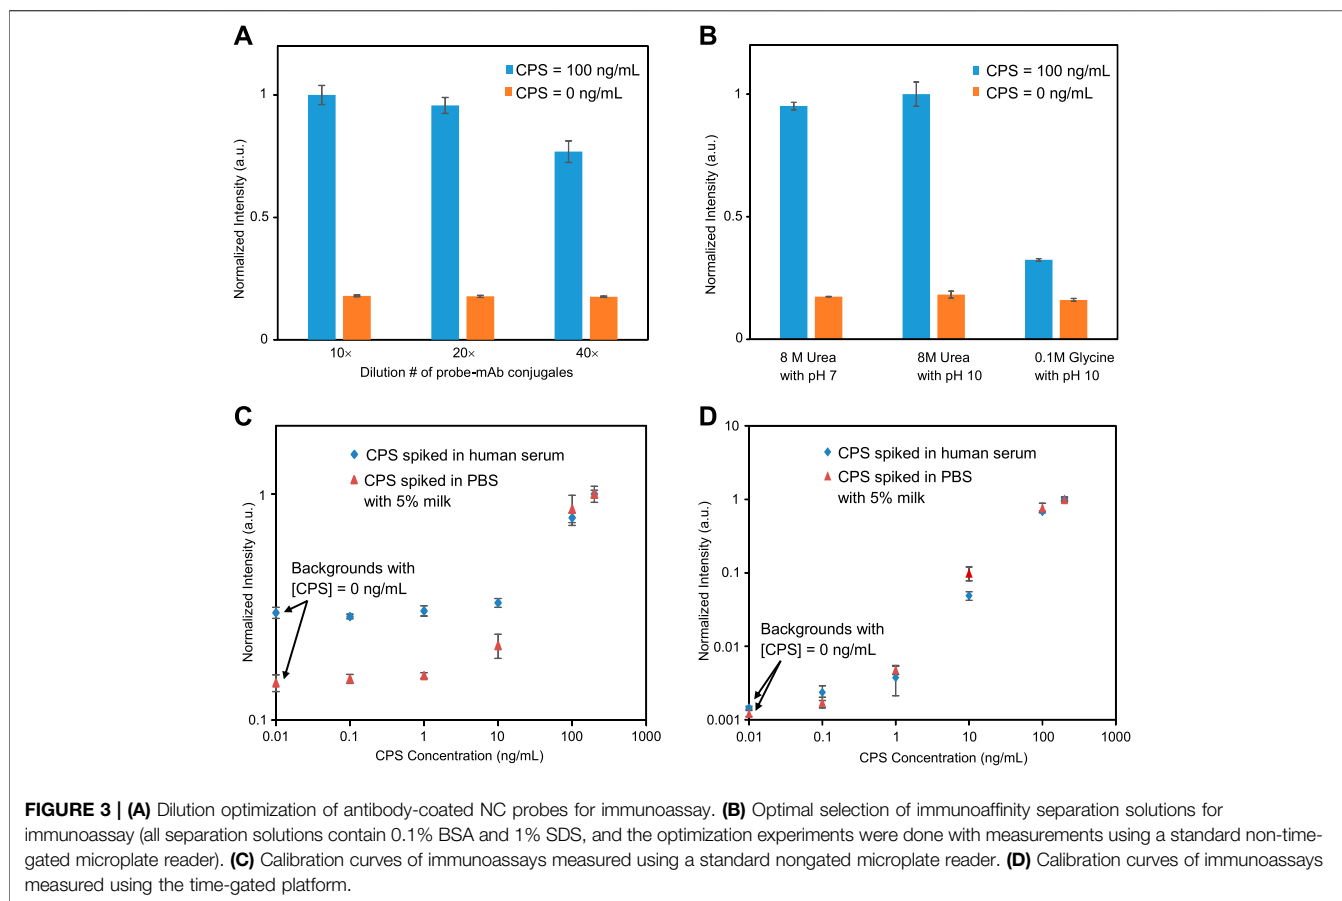 A
CPS = 100 ng/mL
CPS = 0 ng/mL
Normalized Intensity (a.u.)
1
0.5
0
10×
20×
40×
Dilution # of probe-mAb conjugales
B
CPS = 100 ng/mL
CPS = 0 ng/mL
Normalized Intensity (a.u.)
1
0.5
0
8 M Urea
with pH 7
8M Urea
with pH 10
0.1M Glycine
with pH 10
C
CPS spiked in human serum
CPS spiked in PBS
with 5% milk
Normalized Intensity (a.u.)
1
0.1
Backgrounds with
[CPS] = 0 ng/mL
0.01
0.1
1
10
100
1000
CPS Concentration (ng/mL)
D
CPS spiked in human serum
CPS spiked in PBS
with 5% milk
Normalized Intensity (a.u.)
10
1
0.1
0.01
0.001
Backgrounds with
[CPS] = 0 ng/mL
0.01
0.1
1
10
100
1000
CPS Concentration (ng/mL)
FIGURE 3 | (A) Dilution optimization of antibody-coated NC probes for immunoassay. (B) Optimal selection of immunoaffinity separation solutions for
immunoassay (all separation solutions contain 0.1% BSA and 1% SDS, and the optimization experiments were done with measurements using a standard non-time-
gated microplate reader). (C) Calibration curves of immunoassays measured using a standard nongated microplate reader. (D) Calibration curves of immunoassays
measured using the time-gated platform.